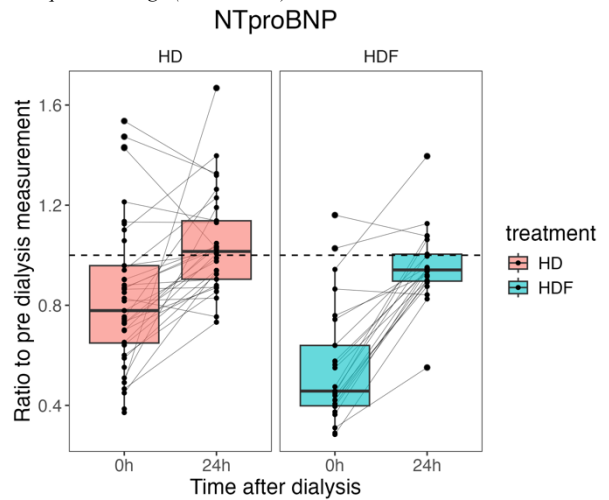 NTproBNP
HD
HDF
Ratio to pre dialysis measurement
1.6
1.2
0.8
0.4
0h
24h
0h
24h
Time after dialysis
treatment
HD
HDF